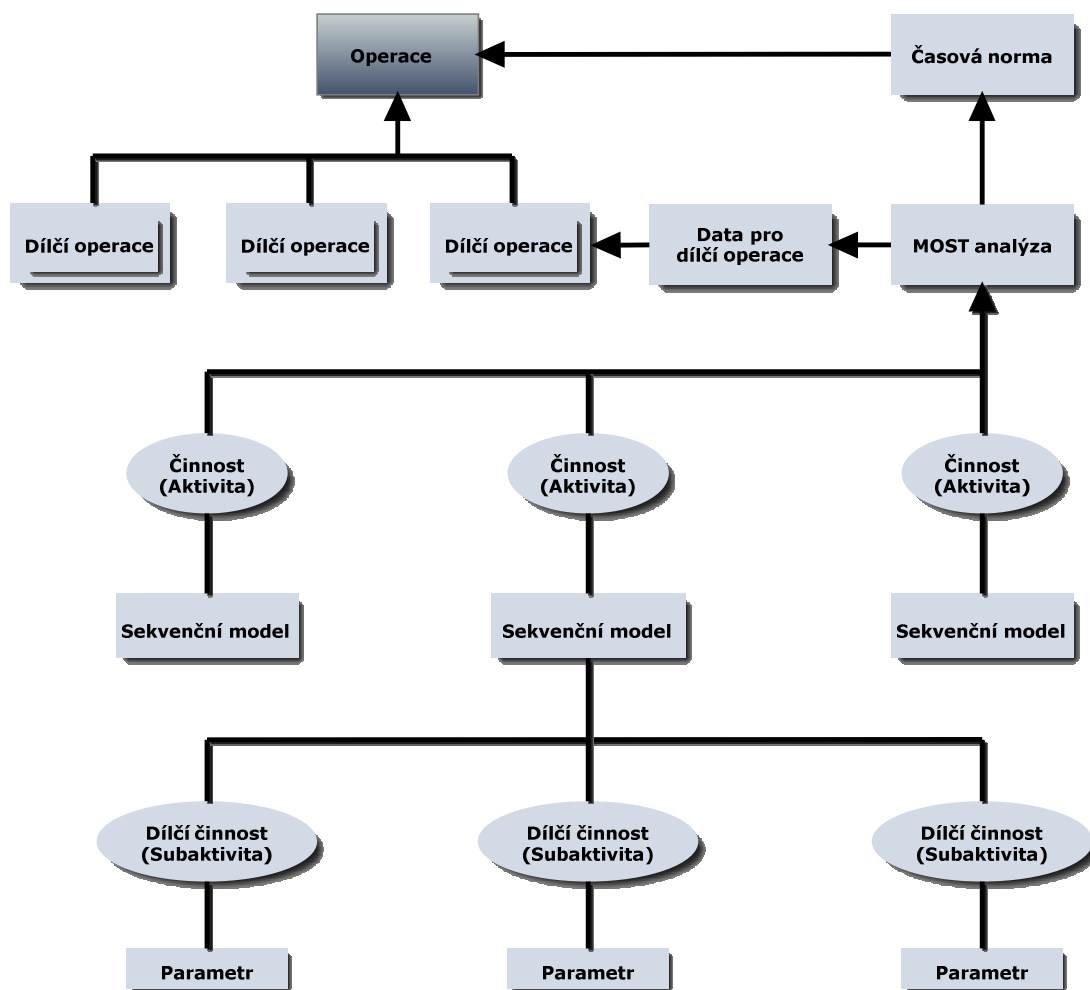 Operace
Časová norma
Dílčí operace
Dílčí operace
Dílčí operace
Data pro
dílčí operace
MOST analýza
Činnost
(Aktivita)
Činnost
(Aktivita)
Činnost
(Aktivita)
Sekvenční model
Sekvenční model
Sekvenční model
Dílčí činnost
(Subaktivita)
Dílčí činnost
(Subaktivita)
Dílčí činnost
(Subaktivita)
Parametr
Parametr
Parametr